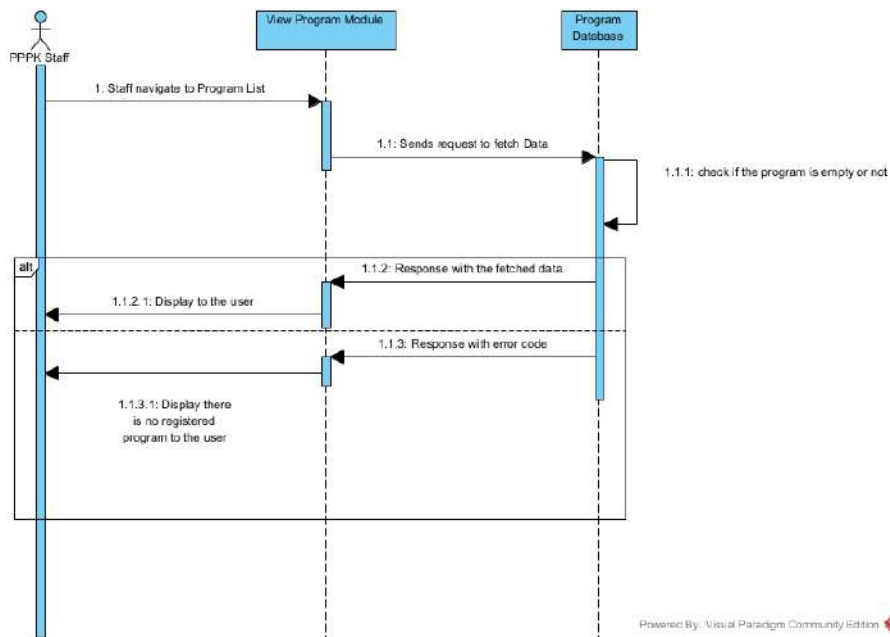 View Program Module
Program
Database
PPPK Staff
1. Staff navigate to Program List
1.1: Sends request to fetch Data
1.1.1: check if the program is empty or not
alt
1.1.2: Response with the fetched data
1.1.2.1: Display to the user
1.1.3: Response with error code
1.1.3.1: Display there
is no registered
program to the user
Powered By: Visual Paradigm Community Edition